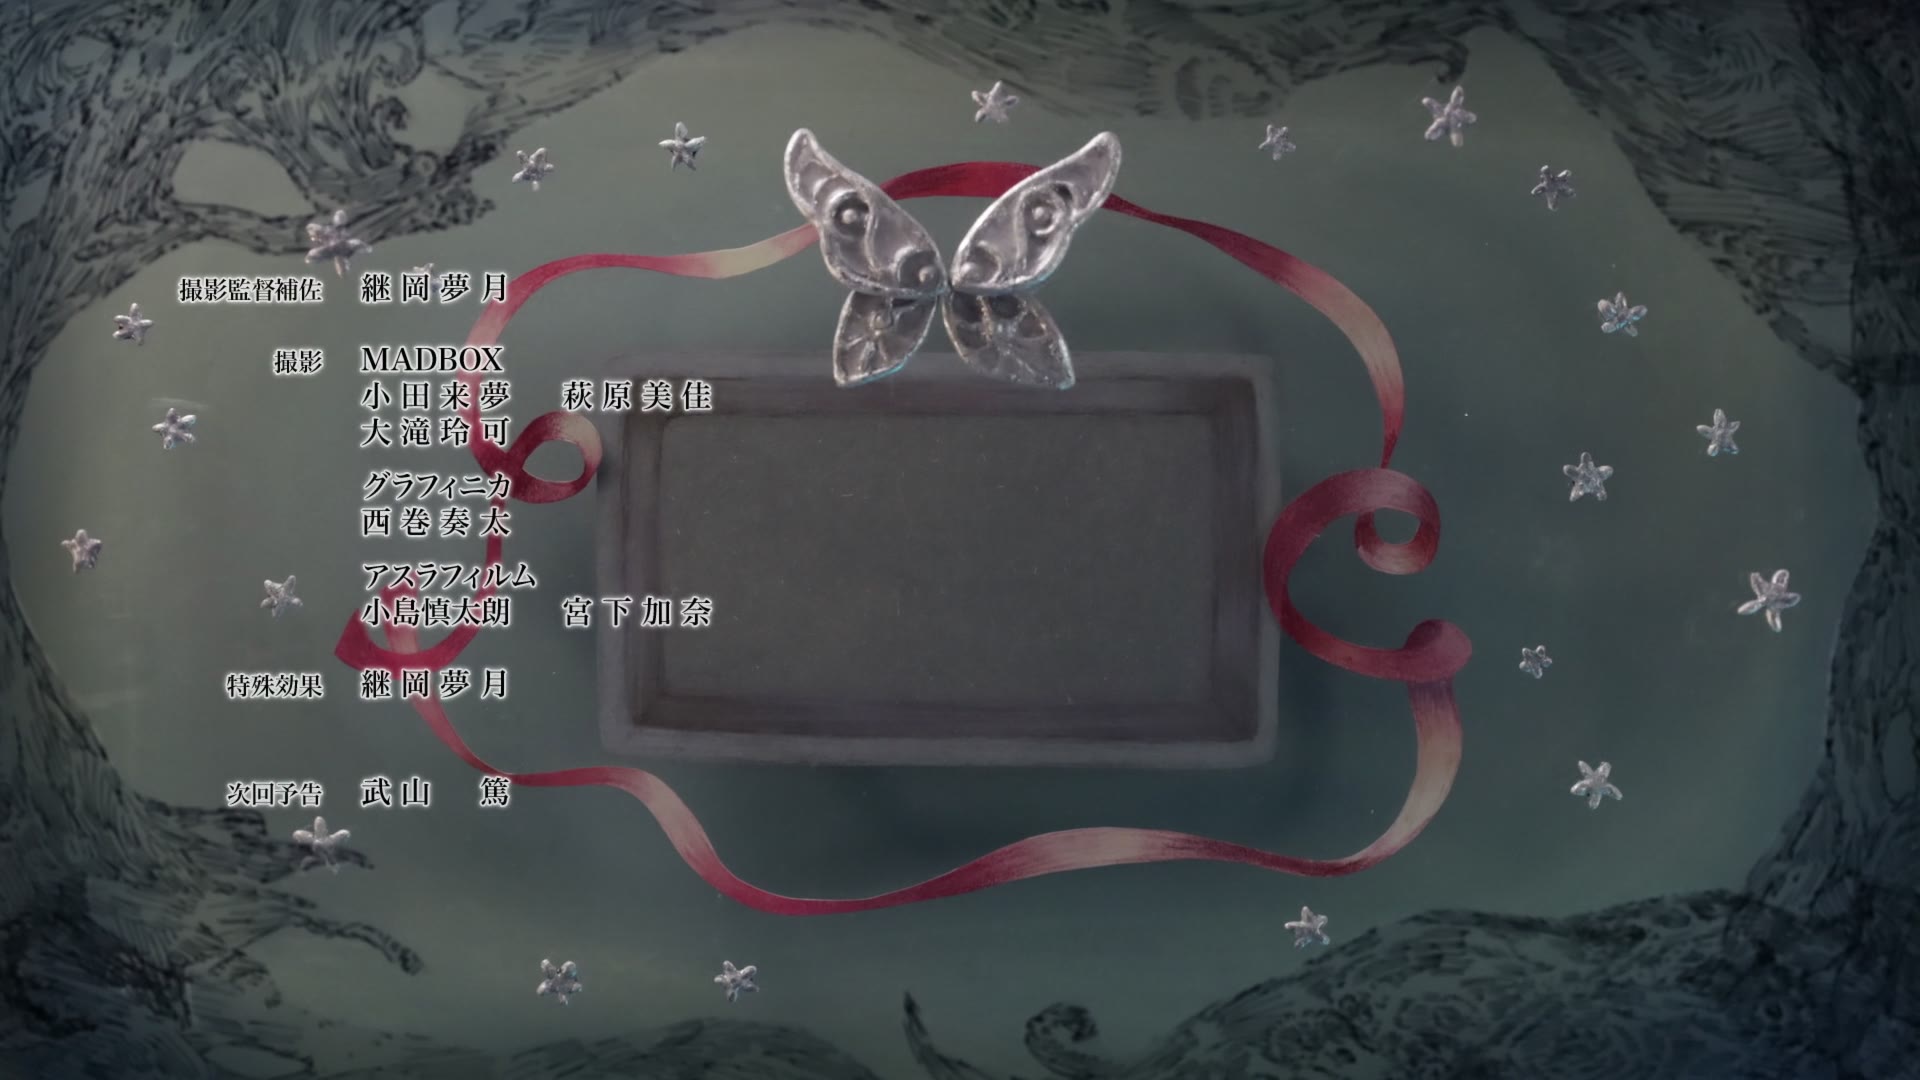 撮影監督補佐 継岡夢月
撮影 MADBOX
小田来夢 萩原美佳
大滝玲可
グラフィニカ
西巻奏太
アスラフィルム
小島慎太朗 宮下加奈
特殊効果 継岡夢月
次回予告 武山 篤